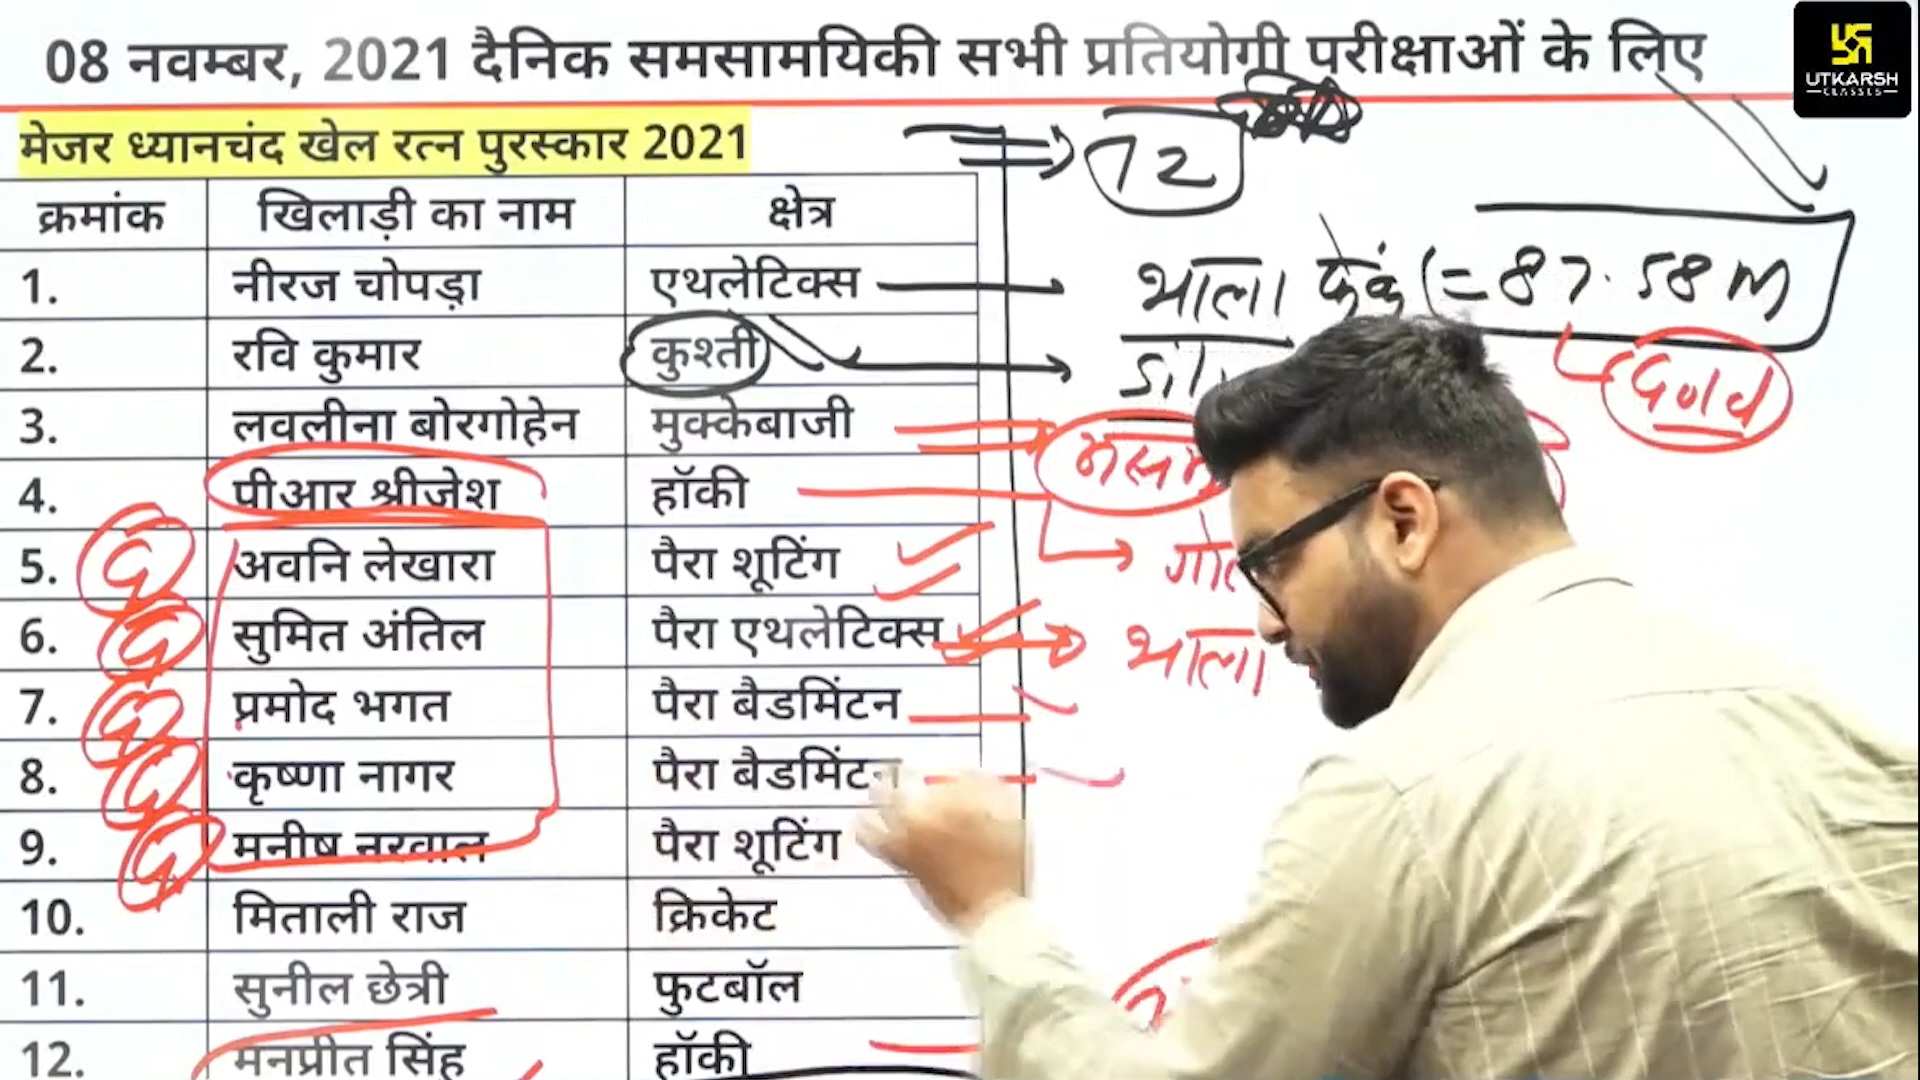 08 नवम्बर, 2021 दैनिक समसामयिकी सभी प्रतियोगी परीक्षाओं के लिए
UTKARSH
CLASSES
मेजर ध्यानचंद खेल रत्न पुरस्कार 2021
12
क्रमांक खिलाड़ी का नाम क्षेत्र
1. नीरज चोपड़ा एथलेटिक्स भाला फेंक = 87.58 m
2. रवि कुमार कुश्ती
Gold
3. लवलीना बोरगोहेन मुक्केबाजी
4. पीआर श्रीजेश हॉकी
5. अवनि लेखारा पैरा शूटिंग
6. सुमित अंतिल पैरा एथलेटिक्स भाला
7. प्रमोद भगत पैरा बैडमिंटन
8. कृष्णा नागर पैरा बैडमिंटन
9. मनीष नरवाल पैरा शूटिंग
10. मिताली राज क्रिकेट
11. सुनील छेत्री फुटबॉल
12. मनप्रीत सिंह हॉकी